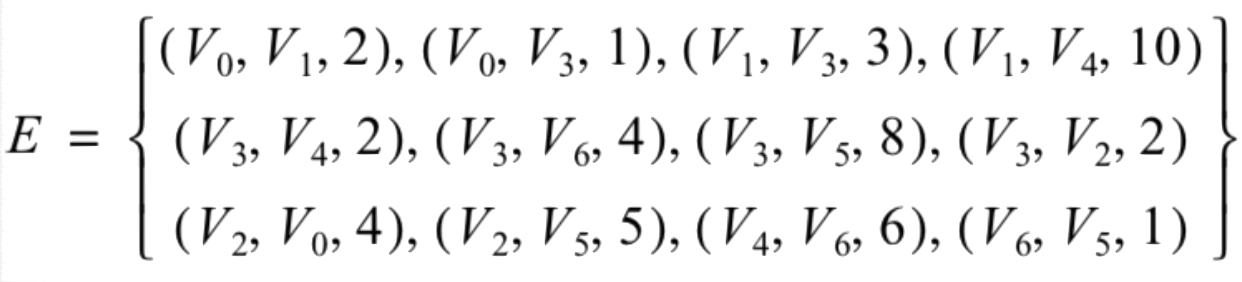 E = { (V₀, V₁, 2), (V₀, V₃, 1), (V₁, V₃, 3), (V₁, V₄, 10)
(V₃, V₄, 2), (V₃, V₆, 4), (V₃, V₅, 8), (V₃, V₂, 2)
(V₂, V₀, 4), (V₂, V₅, 5), (V₄, V₆, 6), (V₆, V₅, 1) }